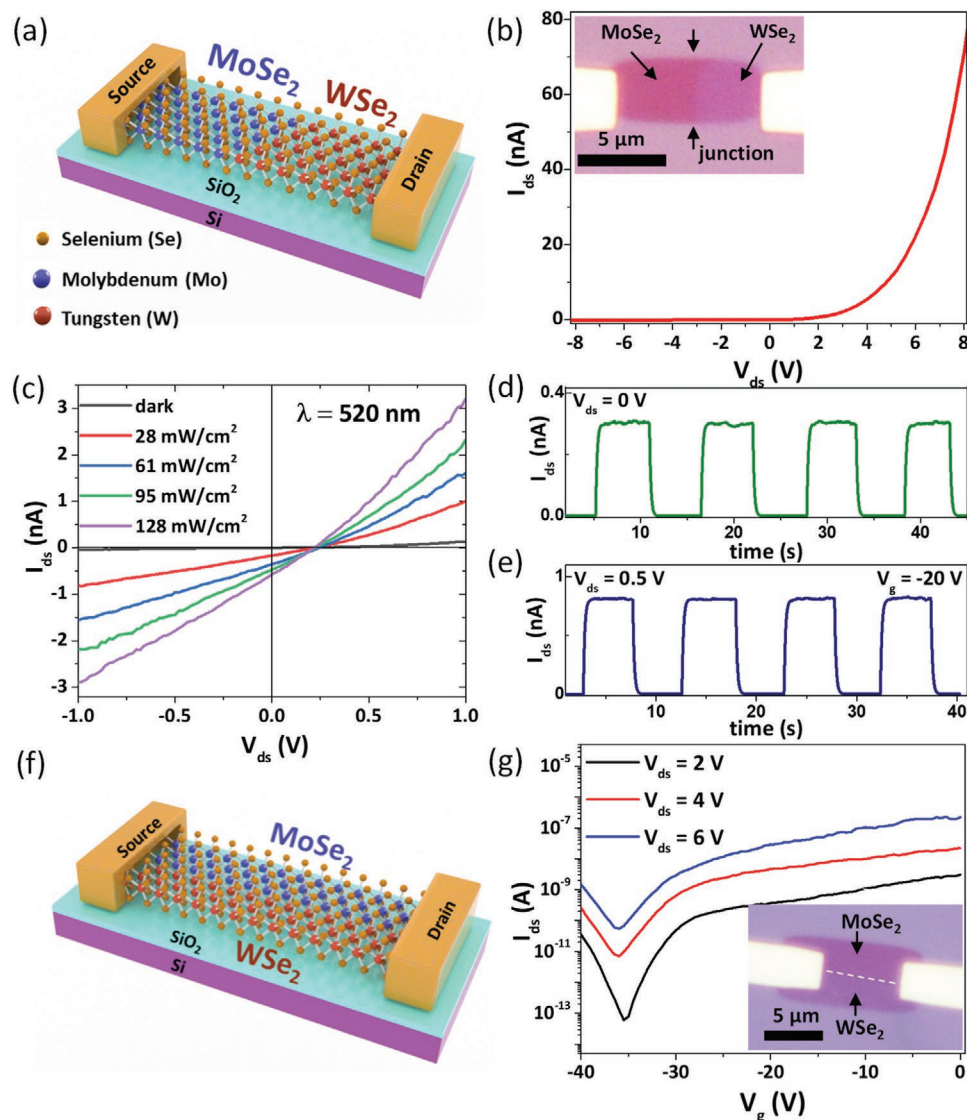 (a)
Source
MoSe2
WSe2
Drain
SiO2
Si
Selenium (Se)
Molybdenum (Mo)
Tungsten (W)
(b)
MoSe2
WSe2
5 μm
junction
80
60
40
20
0
Ids (nA)
-8 -6 -4 -2 0 2 4 6 8
Vds (V)
(c)
dark
28 mW/cm²
61 mW/cm²
95 mW/cm²
128 mW/cm²
λ = 520 nm
3
2
1
0
-1
-2
-3
Ids (nA)
-1.0 -0.5 0.0 0.5 1.0
Vds (V)
(d)
Vds = 0 V
0.4
0.0
Ids (nA)
10 20 30 40
time (s)
(e)
Vds = 0.5 V Vg = -20 V
1
0
Ids (nA)
10 20 30 40
time (s)
(f)
Source
MoSe2
Drain
SiO2
WSe2
Si
(g)
Vds = 2 V
Vds = 4 V
Vds = 6 V
10⁻⁵
10⁻⁷
10⁻⁹
10⁻¹¹
10⁻¹³
Ids (A)
MoSe2
5 μm
WSe2
-40 -30 -20 -10 0
Vg (V)